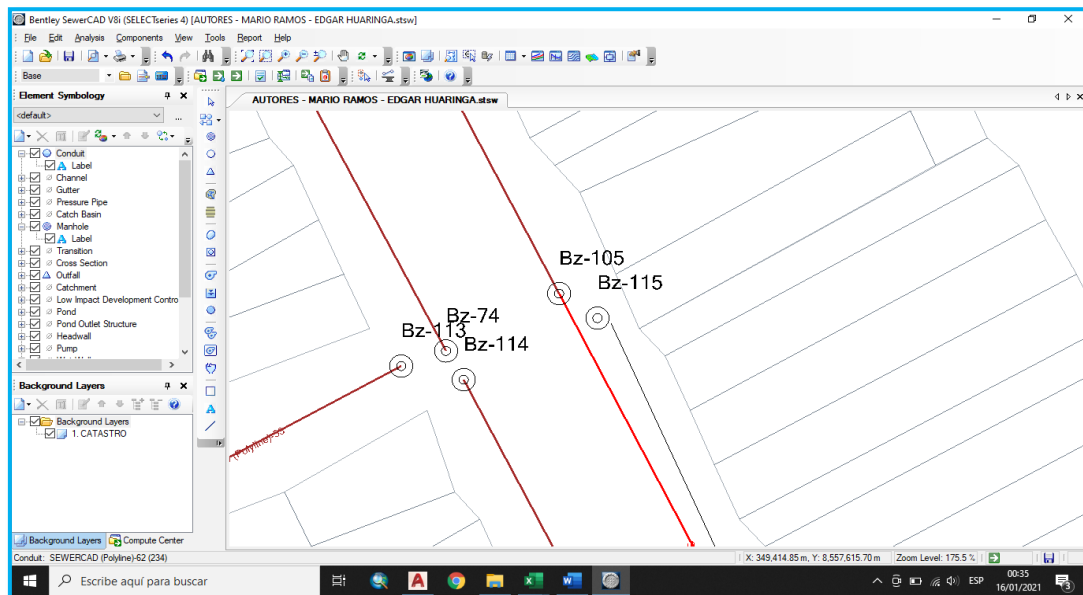 Bentley SewerCAD V8i (SELECTseries 4) [AUTORES - MARIO RAMOS - EDGAR HUARINGA.stsw]
File Edit Analysis Components View Tools Report Help
Base
Element Symbology
<default>
...
Conduit
Label
Channel
Gutter
Pressure Pipe
Catch Basin
Manhole
Label
Transition
Cross Section
Outfall
Catchment
Low Impact Development Contro
Pond
Pond Outlet Structure
Headwall
Pump
Background Layers
Background Layers
1. CATASTRO
Background Layers Compute Center
AUTORES - MARIO RAMOS - EDGAR HUARINGA.stsw
Bz-105
Bz-115
Bz-74
Bz-113
Bz-114
(Polyline)-53
Conduit: SEWERCAD (Polyline)-62 (234)
X: 349,414.85 m, Y: 8,557,615.70 m Zoom Level: 175.5 %
Escribe aquí para buscar
ESP
00:35
16/01/2021
3